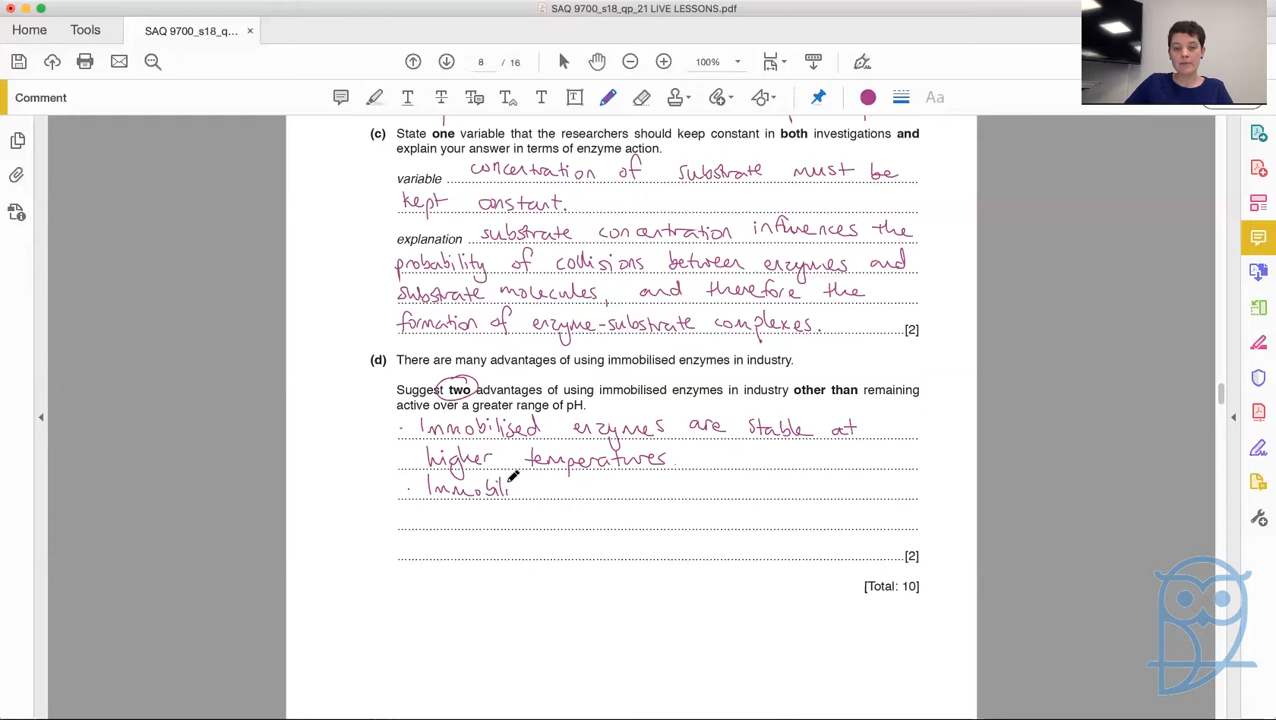 SAQ 9700_s18_qp_21 LIVE LESSONS.pdf
Home Tools SAQ 9700_s18_qp_2... ×
8 / 16 100%
Comment Aa
(c) State one variable that the researchers should keep constant in both investigations and
explain your answer in terms of enzyme action.
variable concentration of substrate must be
kept constant.
explanation substrate concentration influences the
probability of collisions between enzymes and
substrate molecules, and therefore the
formation of enzyme-substrate complexes. [2]
(d) There are many advantages of using immobilised enzymes in industry.
Suggest two advantages of using immobilised enzymes in industry other than remaining
active over a greater range of pH.
· Immobilised enzymes are stable at
higher temperatures.
· Immobili
[2]
[Total: 10]